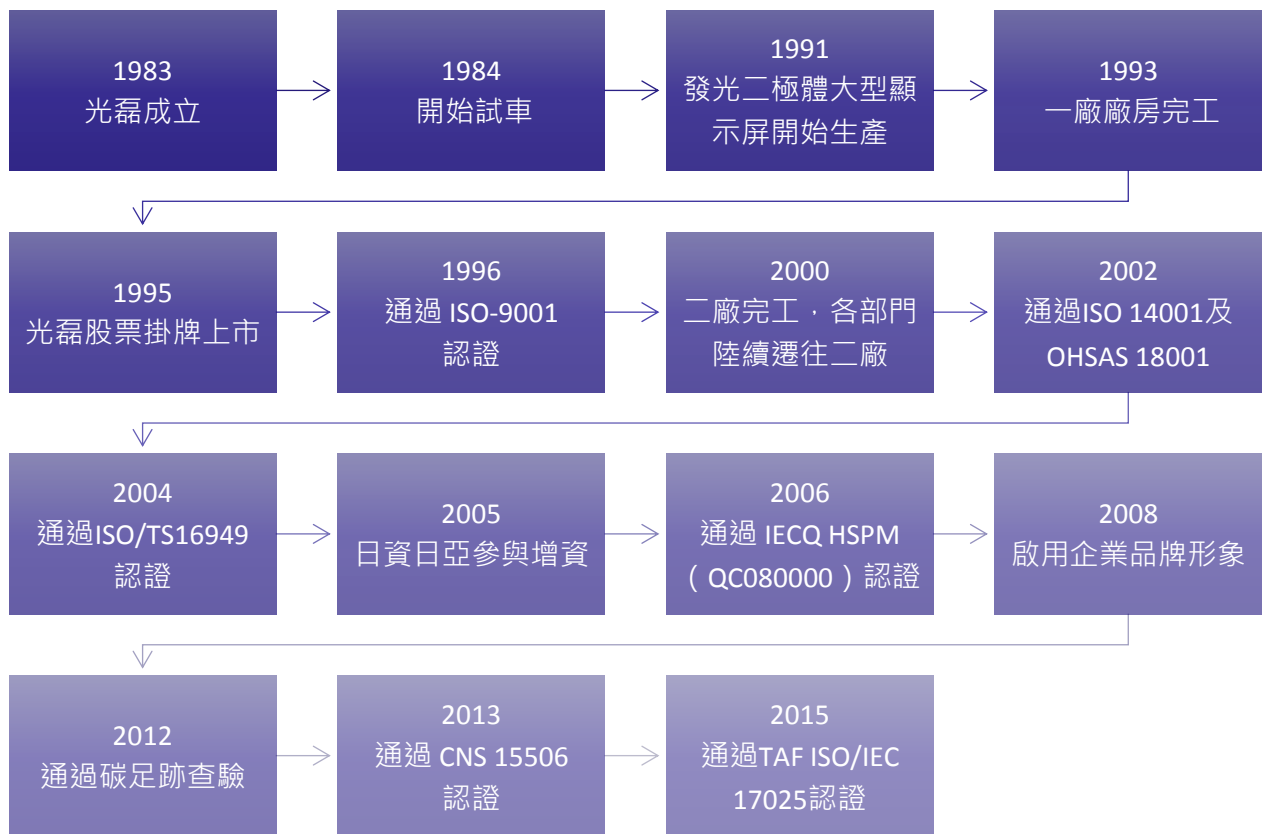 1983
光磊成立
1984
開始試車
1991
發光二極體大型顯
示屏開始生產
1993
一廠廠房完工
1995
光磊股票掛牌上市
1996
通過 ISO-9001
認證
2000
二廠完工，各部門
陸續遷往二廠
2002
通過ISO 14001及
OHSAS 18001
2004
通過ISO/TS16949
認證
2005
日資日亞參與增資
2006
通過 IECQ HSPM
（QC080000）認證
2008
啟用企業品牌形象
2012
通過碳足跡查驗
2013
通過 CNS 15506
認證
2015
通過TAF ISO/IEC
17025認證